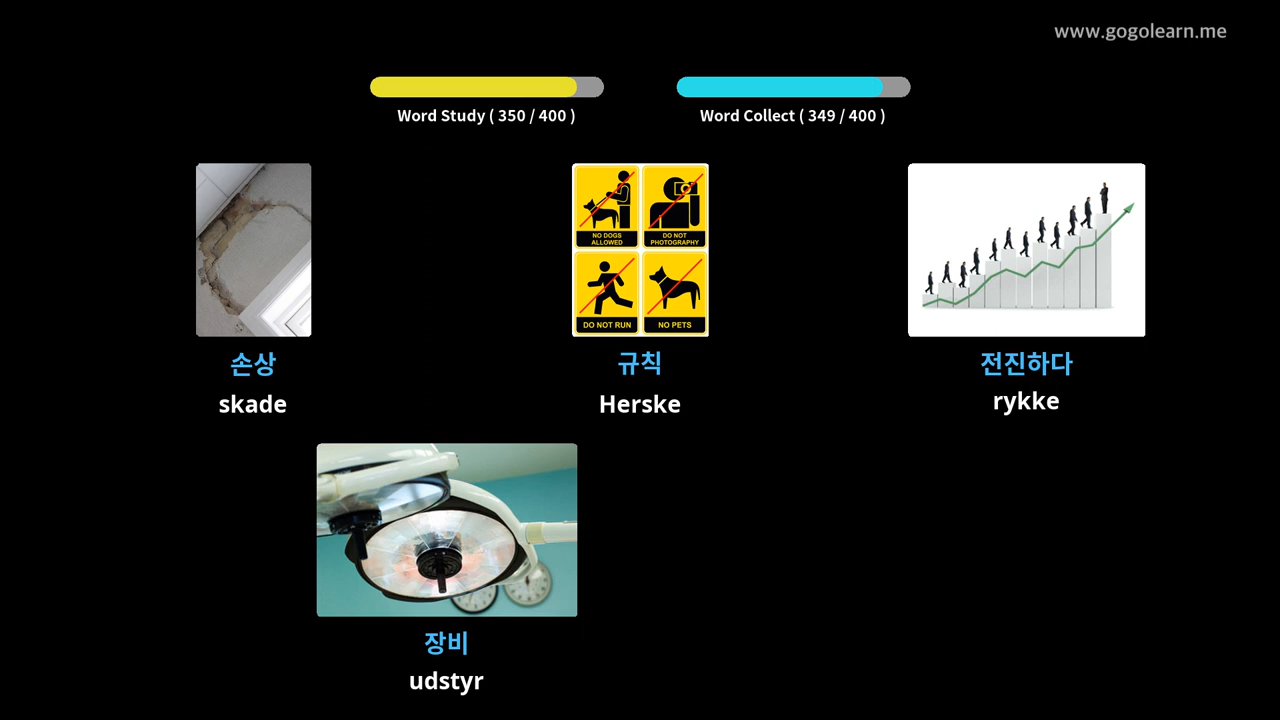 www.gogolearn.me
Word Study ( 350 / 400 )
Word Collect ( 349 / 400 )
NO DOGS
ALLOWED
DO NOT
PHOTOGRAPHY
DO NOT RUN
NO PETS
손상
규칙
전진하다
skade
Herske
rykke
장비
udstyr